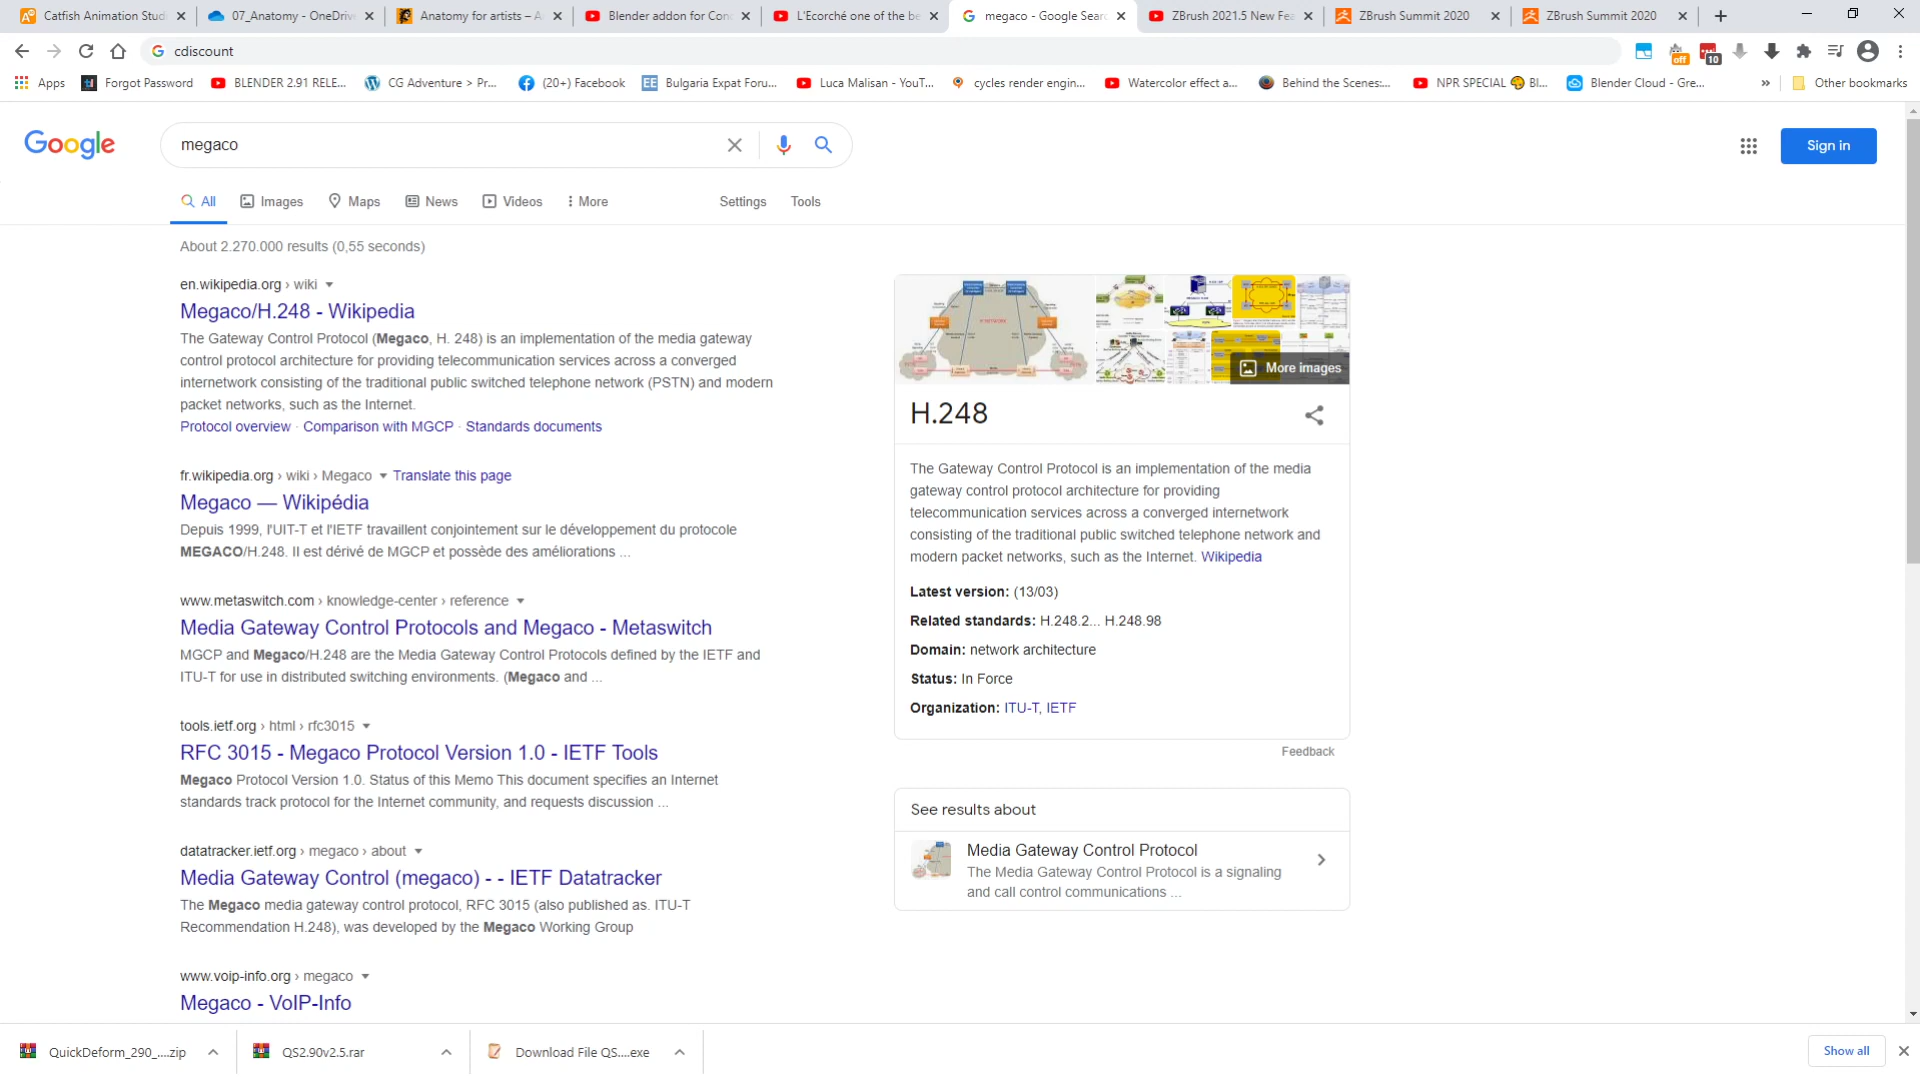 Catfish Animation Stud
07_Anatomy - OneDrive
Anatomy for artists – A
Blender addon for Conc
L'Ecorché one of the be
megaco - Google Search
ZBrush 2021.5 New Fea
ZBrush Summit 2020
ZBrush Summit 2020
cdiscount
off
10
Apps
Forgot Password
BLENDER 2.91 RELE...
CG Adventure > Pr...
(20+) Facebook
EE
Bulgaria Expat Foru...
Luca Malisan - YouT...
cycles render engin...
Watercolor effect a...
Behind the Scenes:...
NPR SPECIAL Bl...
Blender Cloud - Gre...
»
Other bookmarks
Google
megaco
Sign in
All
Images
Maps
News
Videos
More
Settings
Tools
About 2.270.000 results (0,55 seconds)
en.wikipedia.org › wiki
Megaco/H.248 - Wikipedia
The Gateway Control Protocol (Megaco, H. 248) is an implementation of the media gateway
control protocol architecture for providing telecommunication services across a converged
internetwork consisting of the traditional public switched telephone network (PSTN) and modern
packet networks, such as the Internet.
Protocol overview · Comparison with MGCP · Standards documents
fr.wikipedia.org › wiki › Megaco Translate this page
Megaco — Wikipédia
Depuis 1999, l'UIT-T et l'IETF travaillent conjointement sur le développement du protocole
MEGACO/H.248. Il est dérivé de MGCP et possède des améliorations ...
www.metaswitch.com › knowledge-center › reference
Media Gateway Control Protocols and Megaco - Metaswitch
MGCP and Megaco/H.248 are the Media Gateway Control Protocols defined by the IETF and
ITU-T for use in distributed switching environments. (Megaco and ...
tools.ietf.org › html › rfc3015
RFC 3015 - Megaco Protocol Version 1.0 - IETF Tools
Megaco Protocol Version 1.0. Status of this Memo This document specifies an Internet
standards track protocol for the Internet community, and requests discussion ...
datatracker.ietf.org › megaco › about
Media Gateway Control (megaco) - - IETF Datatracker
The Megaco media gateway control protocol, RFC 3015 (also published as. ITU-T
Recommendation H.248), was developed by the Megaco Working Group
www.voip-info.org › megaco
Megaco - VoIP-Info
More images
H.248
The Gateway Control Protocol is an implementation of the media
gateway control protocol architecture for providing
telecommunication services across a converged internetwork
consisting of the traditional public switched telephone network and
modern packet networks, such as the Internet. Wikipedia
Latest version: (13/03)
Related standards: H.248.2... H.248.98
Domain: network architecture
Status: In Force
Organization: ITU-T, IETF
Feedback
See results about
Media Gateway Control Protocol
The Media Gateway Control Protocol is a signaling
and call control communications ...
QuickDeform_290_....zip
QS2.90v2.5.rar
Download File QS....exe
Show all